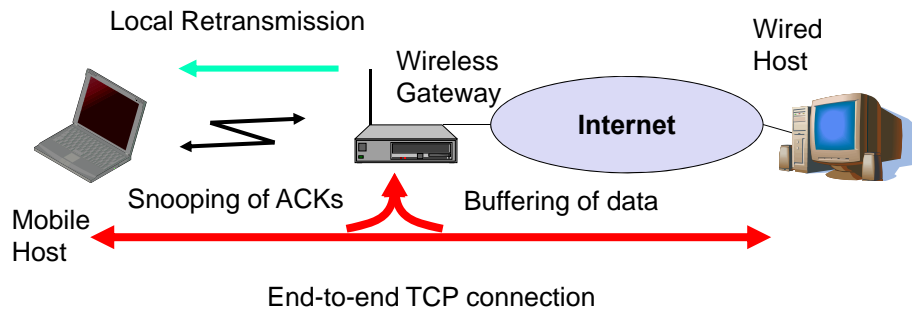 Local Retransmission
Wired
Host
Wireless
Gateway
Internet
Snooping of ACKs
Buffering of data
Mobile
Host
End-to-end TCP connection